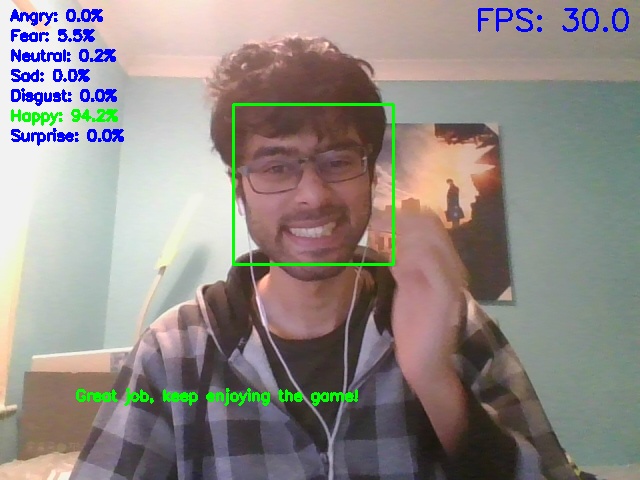 Angry: 0.0%
Fear: 5.5%
Neutral: 0.2%
Sad: 0.0%
Disgust: 0.0%
Happy: 94.2%
Surprise: 0.0%
FPS: 30.0
Great job, keep enjoying the game!